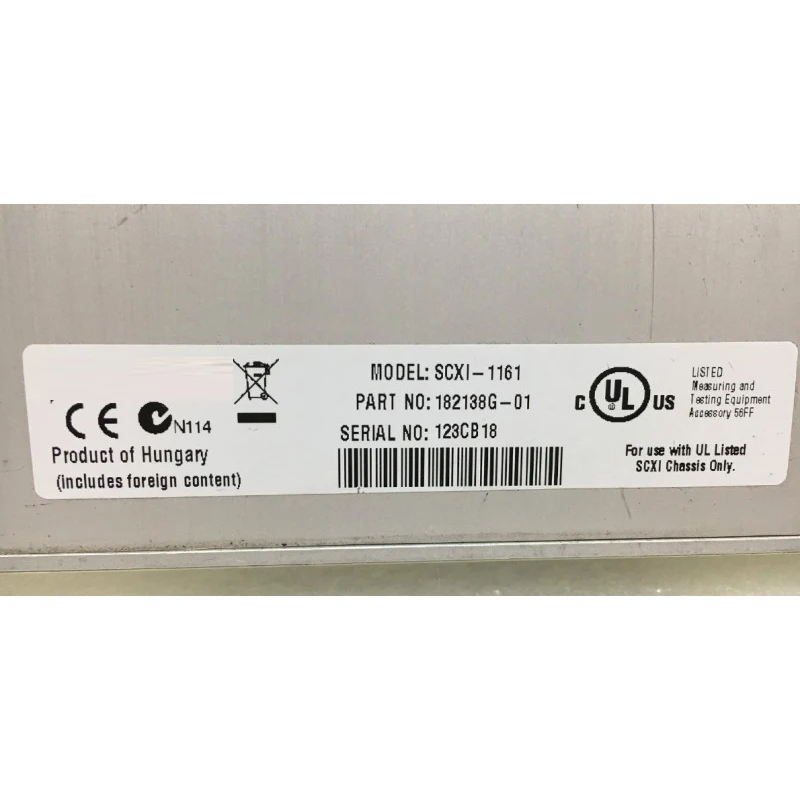 CE N114
Product of Hungary
(includes foreign content)
MODEL: SCXI-1161
PART NO: 182138G-01
SERIAL NO: 123CB18
C UL US
LISTED
Measuring and
Testing Equipment
Accessory 56FF
For use with UL Listed
SCXI Chassis Only.